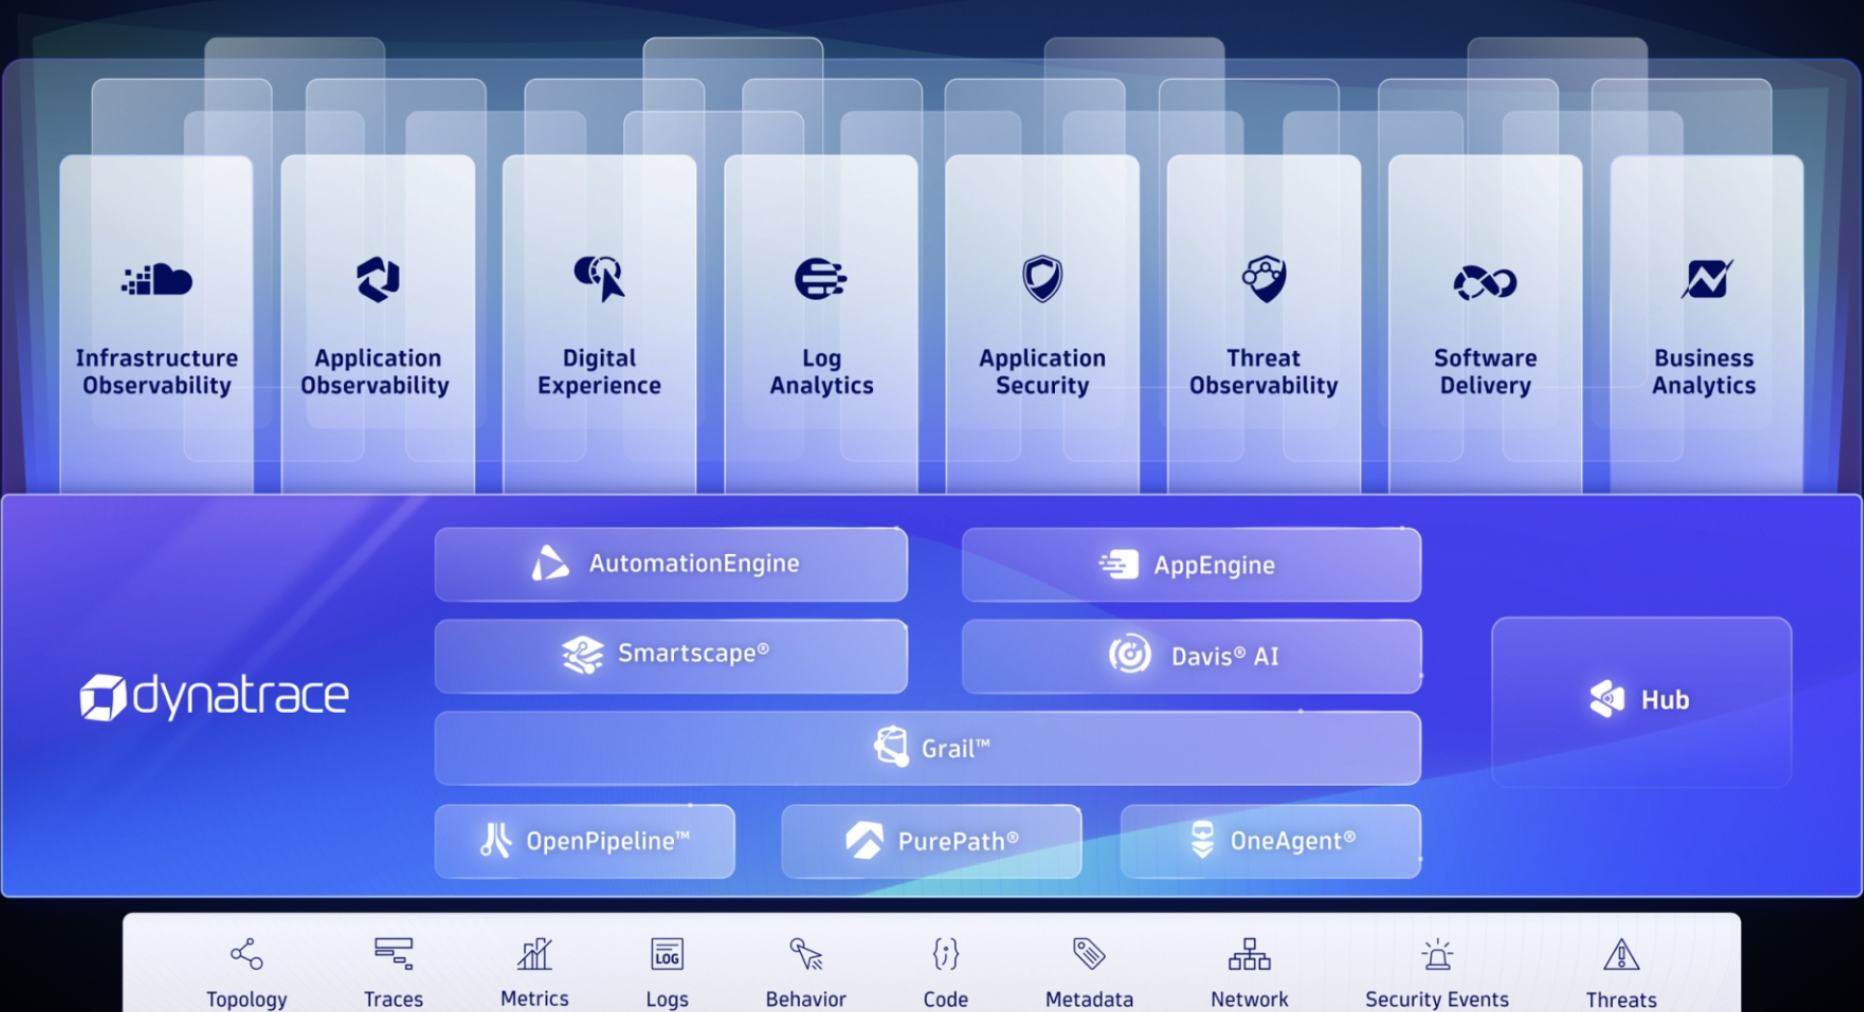 Infrastructure
Observability
Application
Observability
Digital
Experience
Log
Analytics
Application
Security
Threat
Observability
Software
Delivery
Business
Analytics
AutomationEngine
AppEngine
Smartscape®
Davis® AI
dynatrace
Hub
Grail™
OpenPipeline™
PurePath®
OneAgent®
LOG
Topology
Traces
Metrics
Logs
Behavior
Code
Metadata
Network
Security Events
Threats